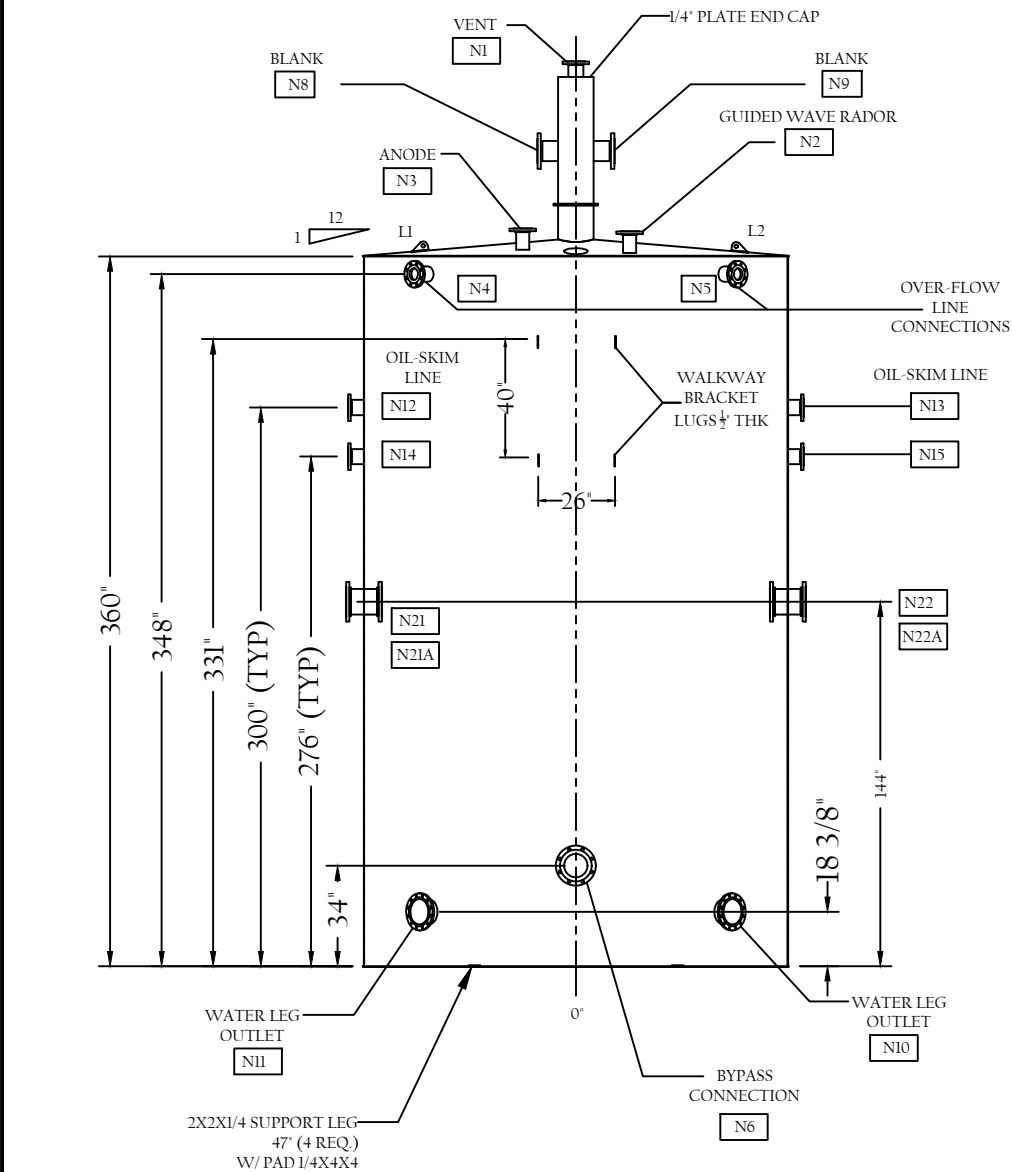 1/4" PLATE END CAP
VENT
N1
BLANK
N8
BLANK
N9
GUIDED WAVE RADOR
N2
ANODE
N3
12
1
L1
L2
N4
N5
OVER-FLOW
LINE
CONNECTIONS
OIL-SKIM
LINE
N12
N14
40"
26"
WALKWAY
BRACKET
LUGS 1/2" THK
OIL-SKIM LINE
N13
N15
360"
348"
331"
300" (TYP)
276" (TYP)
N21
N21A
N22
N22A
144"
18 3/8"
34"
0°
WATER LEG
OUTLET
N11
WATER LEG
OUTLET
N10
BYPASS
CONNECTION
N6
2X2X1/4 SUPPORT LEG
47" (4 REQ.)
W/ PAD 1/4X4X4